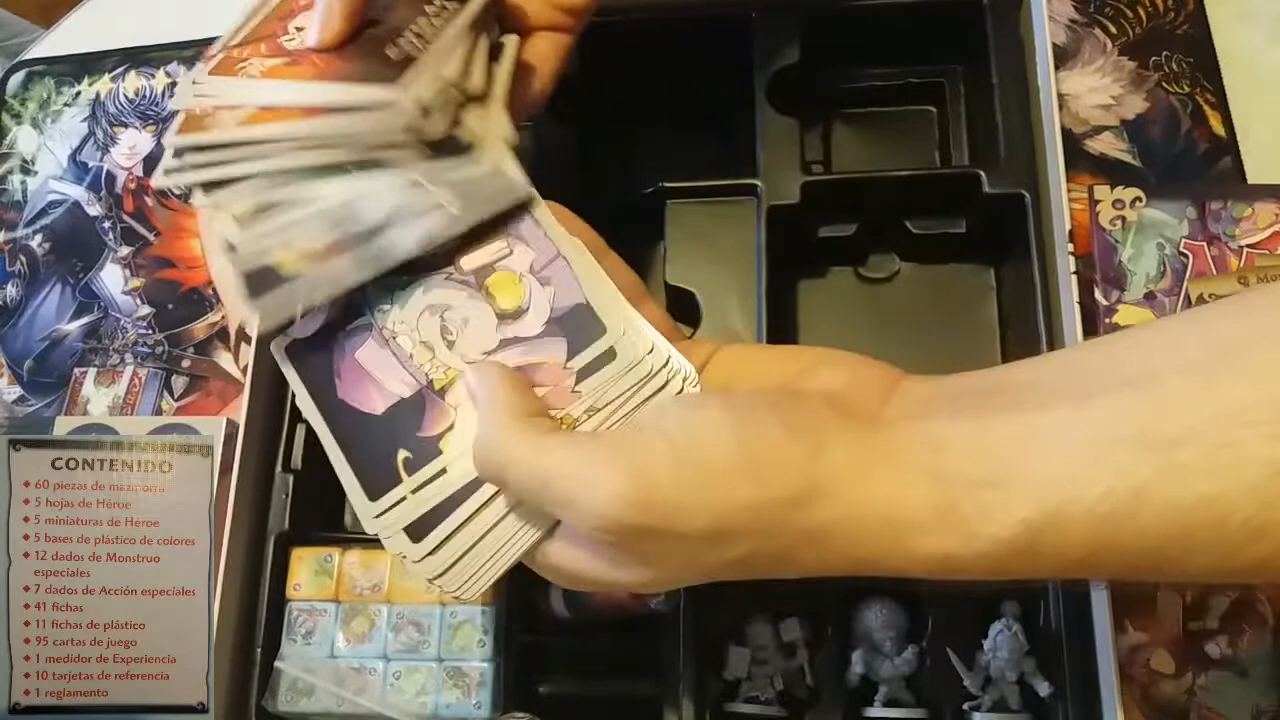 CONTENIDO
60 piezas de mazmorra
5 hojas de Héroe
5 miniaturas de Héroe
5 bases de plástico de colores
12 dados de Monstruo
especiales
7 dados de Acción especiales
41 fichas
11 fichas de plástico
95 cartas de juego
1 medidor de Experiencia
10 tarjetas de referencia
1 reglamento